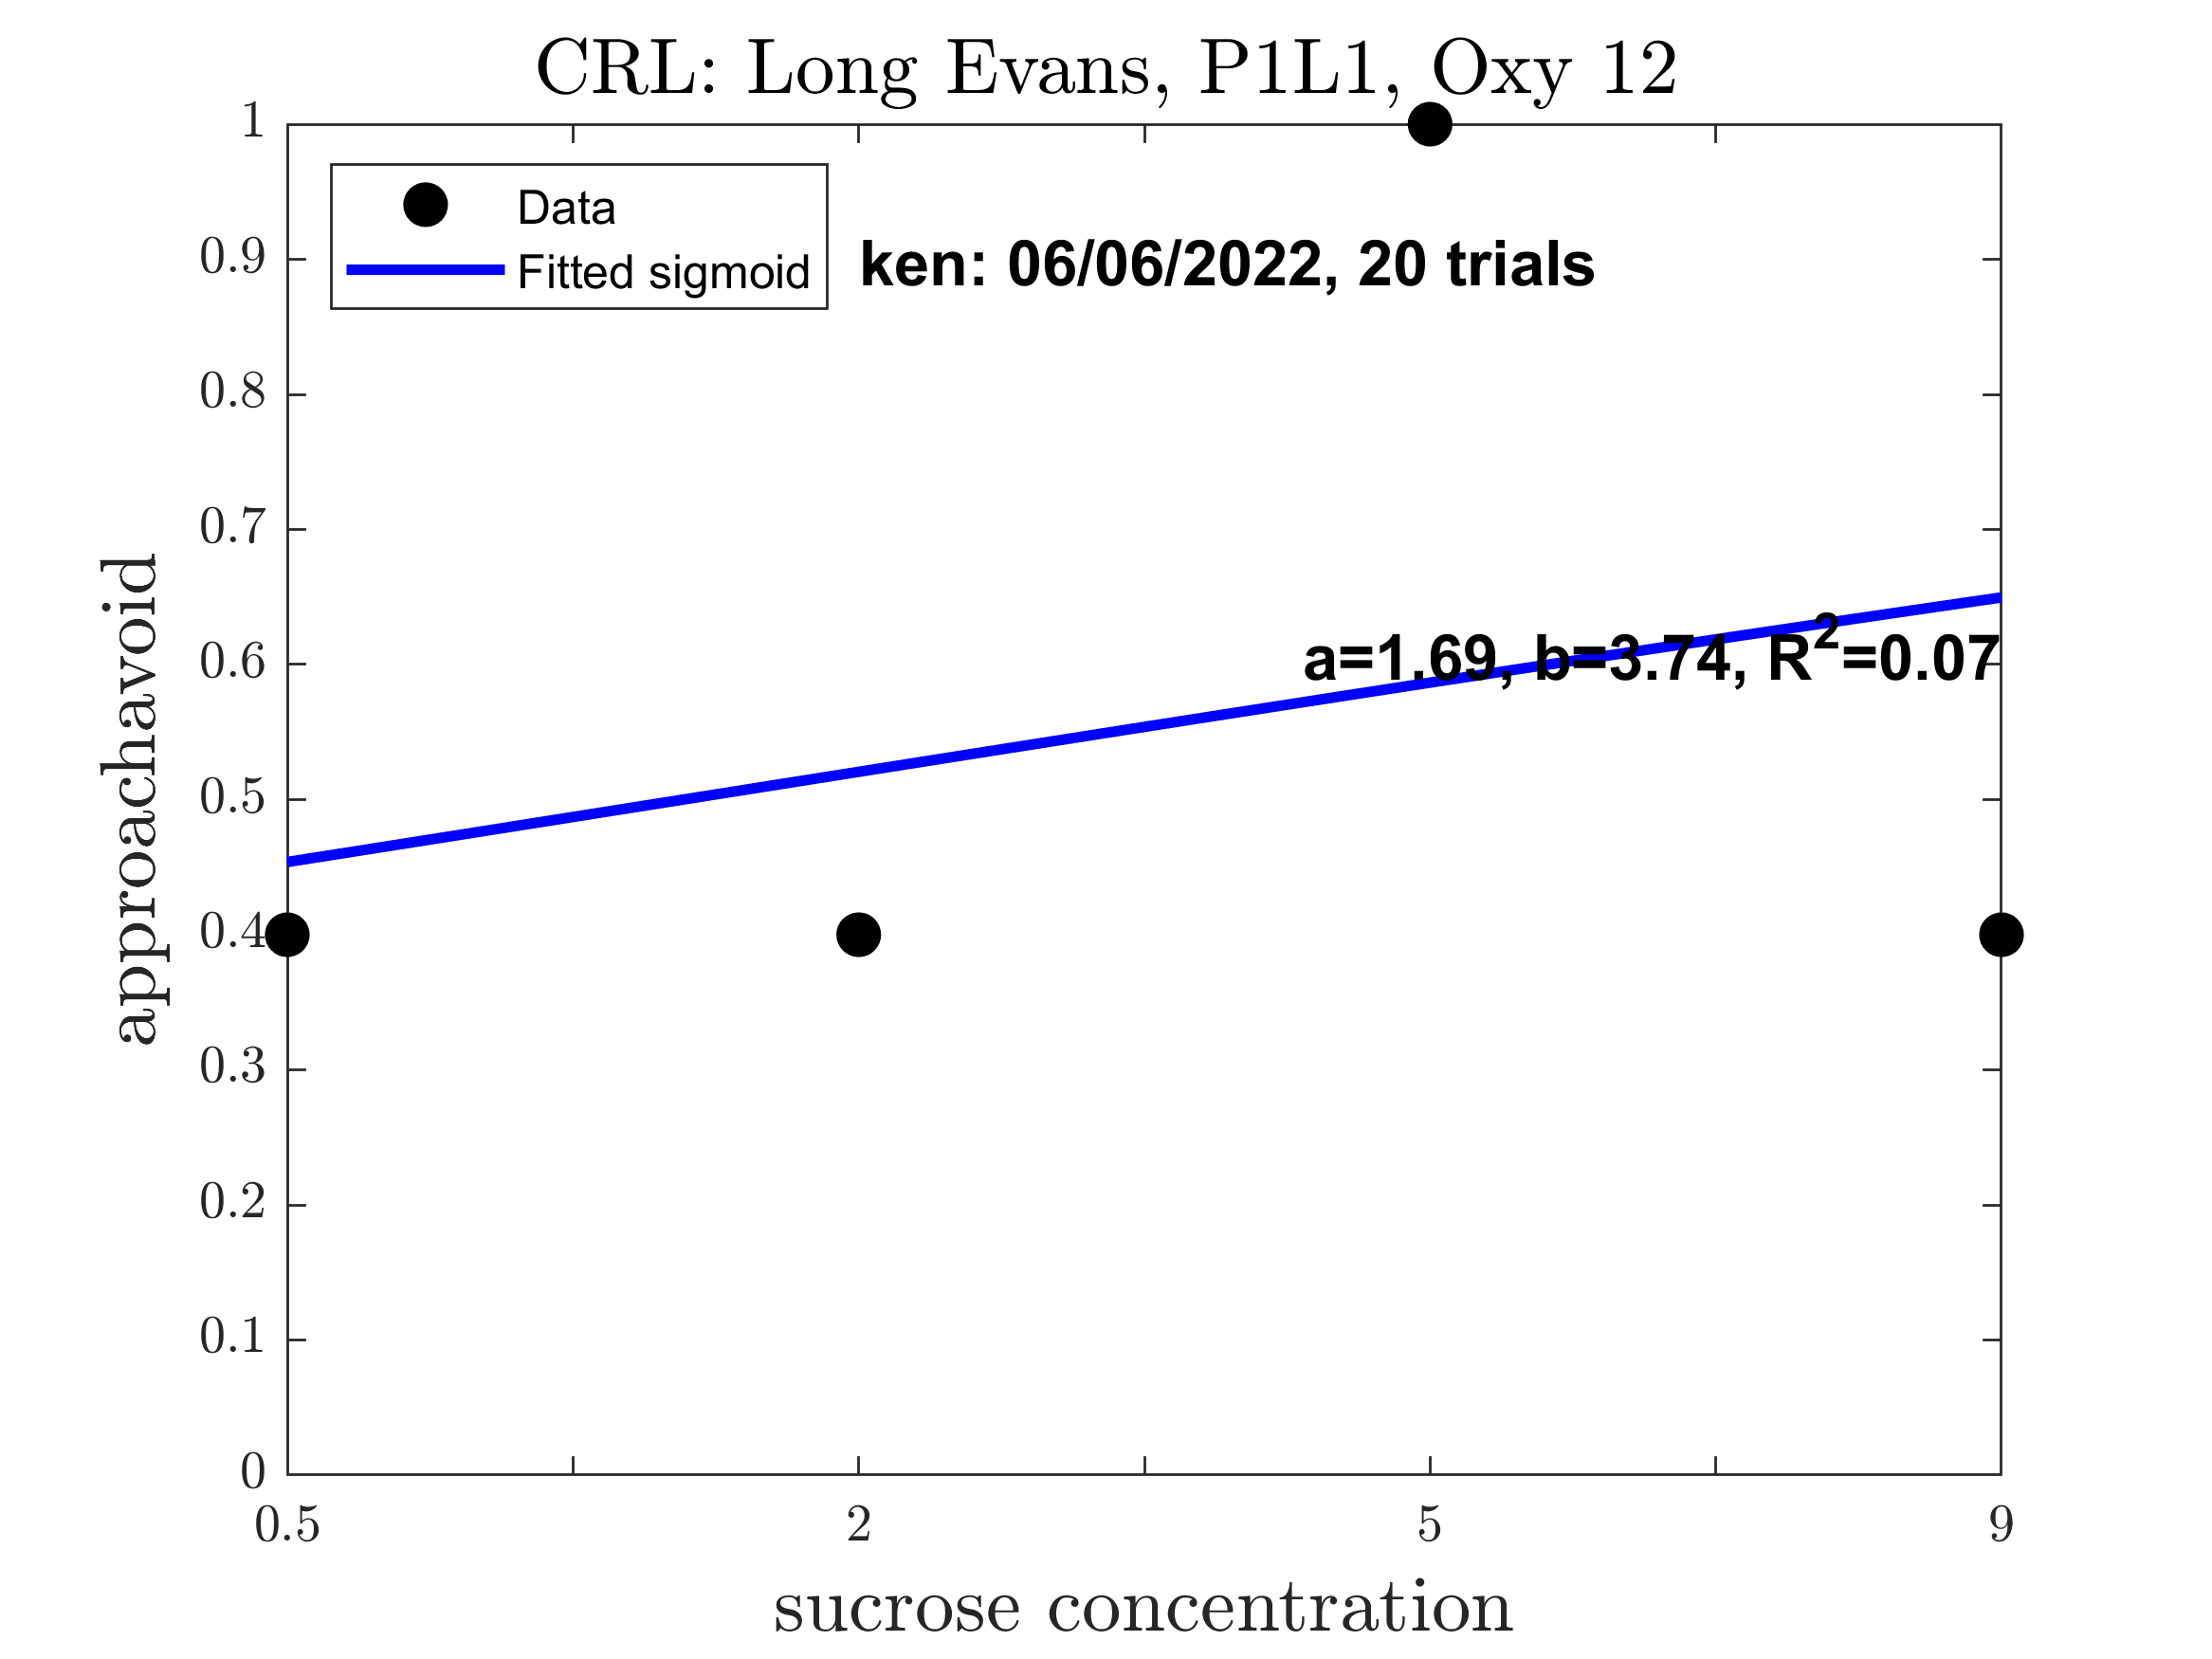 CRL: Long Evans, P1L1, Oxy 12
1
0.9
0.8
0.7
0.6
0.5
0.4
0.3
0.2
0.1
0
Data
Fitted sigmoid
ken: 06/06/2022, 20 trials
a=1.69, b=3.74, R²=0.07
approachavoid
0.5 2 5 9
sucrose concentration